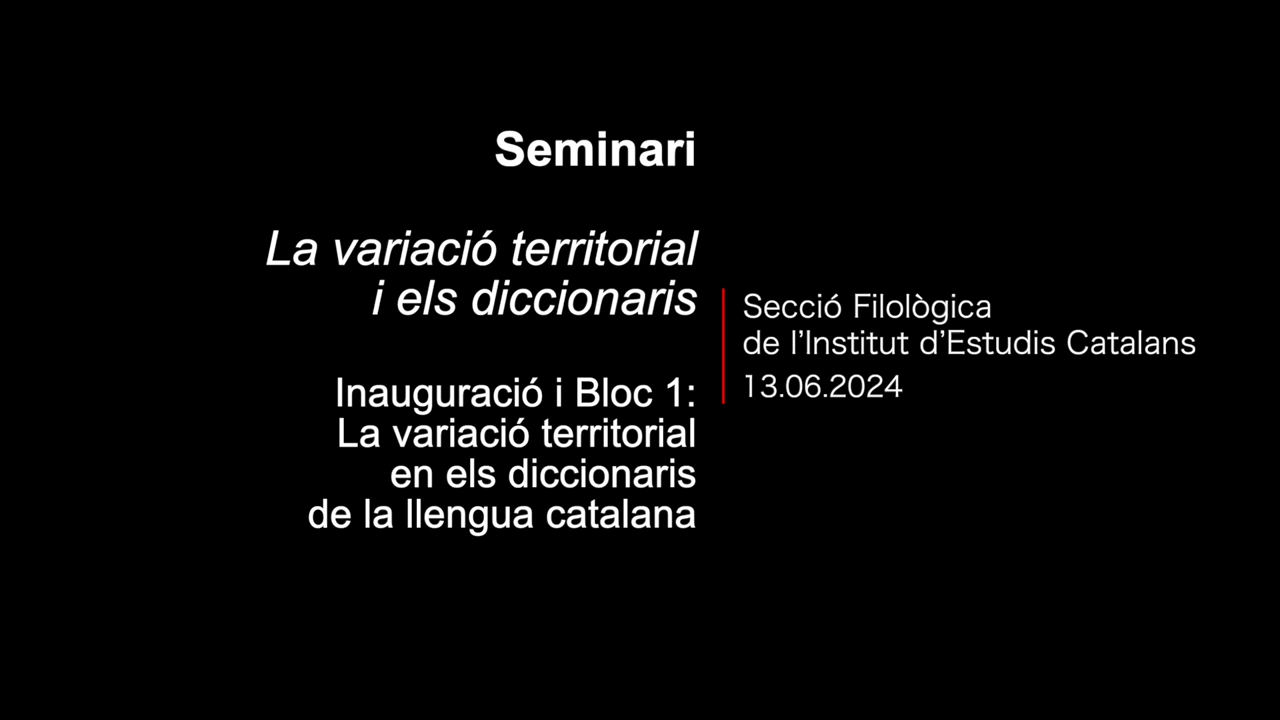 Seminari
La variació territorial
i els diccionaris
Inauguració i Bloc 1:
La variació territorial
en els diccionaris
de la llengua catalana
Secció Filològica
de l’Institut d’Estudis Catalans
13.06.2024